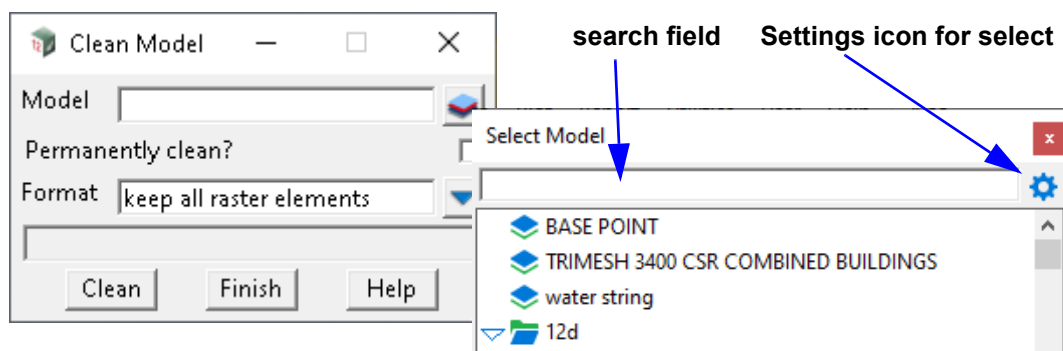 search field Settings icon for select
Clean Model
Model
Permanently clean?
Format keep all raster elements
Clean Finish Help
Select Model
BASE POINT
TRIMESH 3400 CSR COMBINED BUILDINGS
water string
12d